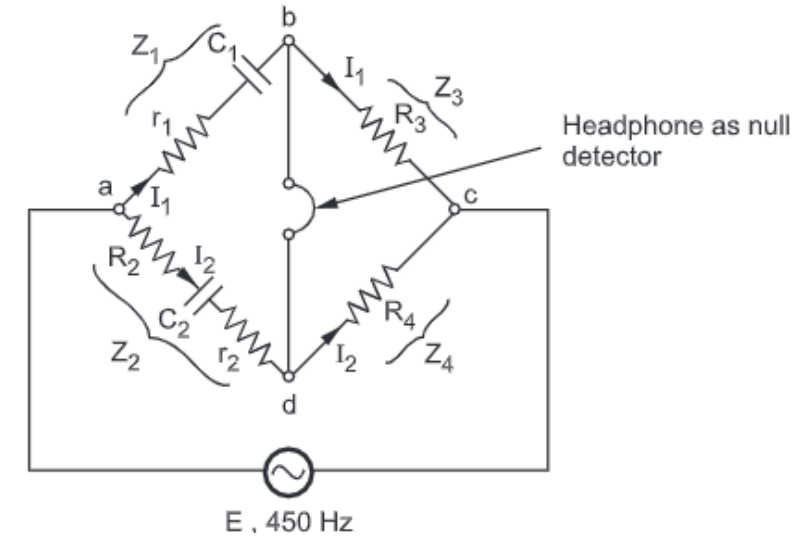 b
Z1
C1
I1
Z3
r1
R3
Headphone as null
detector
a
I1
c
R2
I2
C2
R4
Z2
r2
I2
Z4
d
E , 450 Hz